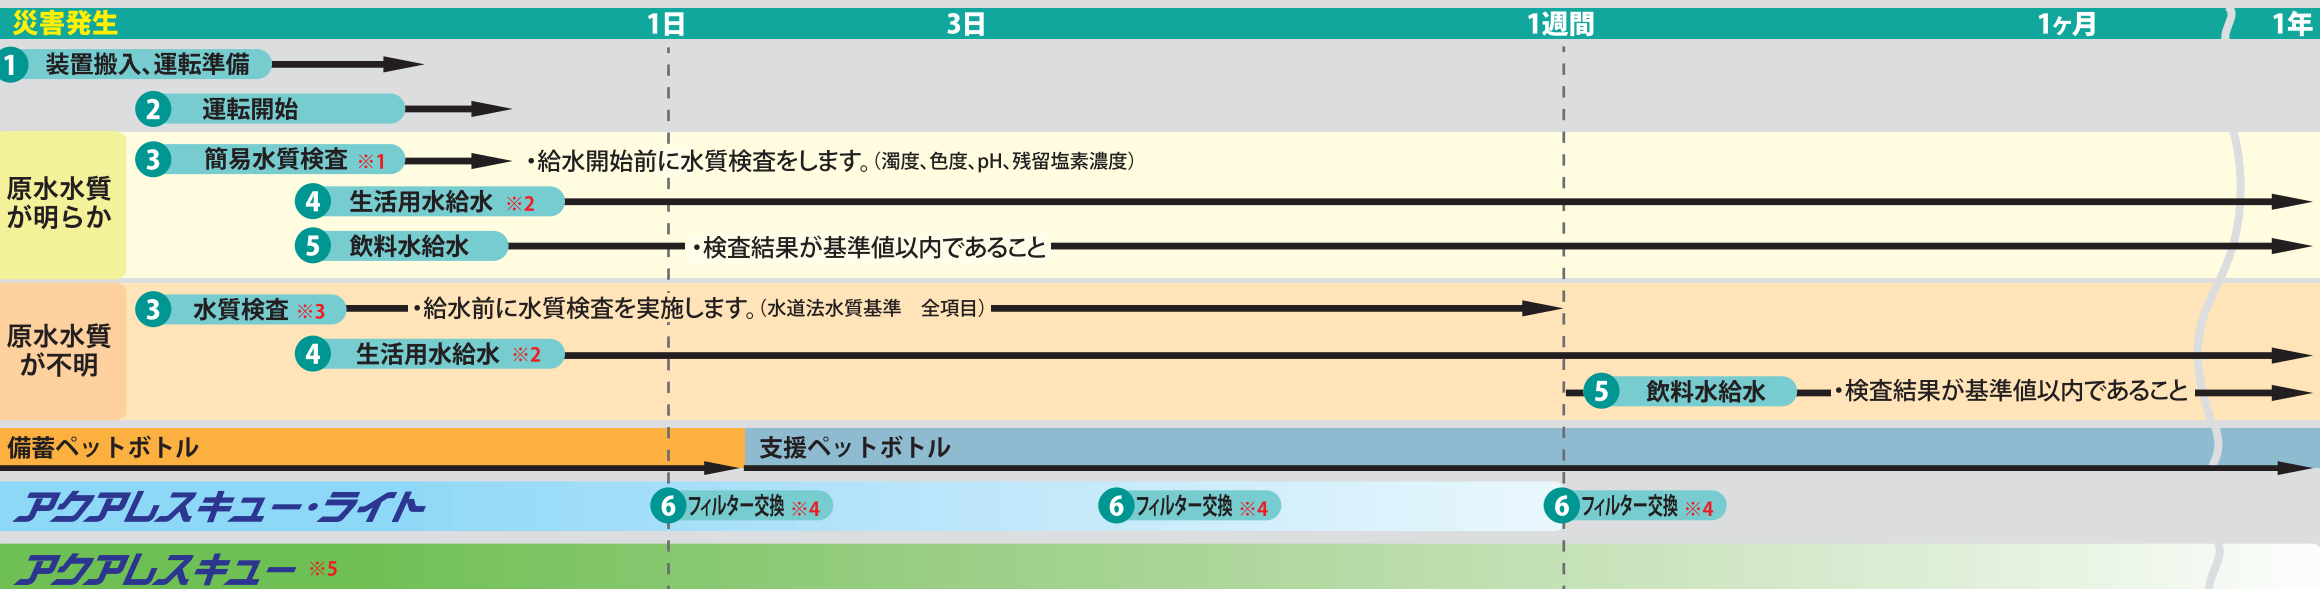 災害発生 1日 3日 1週間 1ヶ月 1年
1 装置搬入、運転準備
2 運転開始
原水水質
が明らか
3 簡易水質検査 ※1 ・給水開始前に水質検査をします。（濁度、色度、pH、残留塩素濃度）
4 生活用水給水 ※2
5 飲料水給水 ・検査結果が基準値以内であること
原水水質
が不明
3 水質検査 ※3 ・給水前に水質検査を実施します。（水道法水質基準　全項目）
4 生活用水給水 ※2
5 飲料水給水 ・検査結果が基準値以内であること
備蓄ペットボトル 支援ペットボトル
アクアレスキュー・ライト 6 フィルター交換 ※4 6 フィルター交換 ※4 6 フィルター交換 ※4
アクアレスキュー ※5